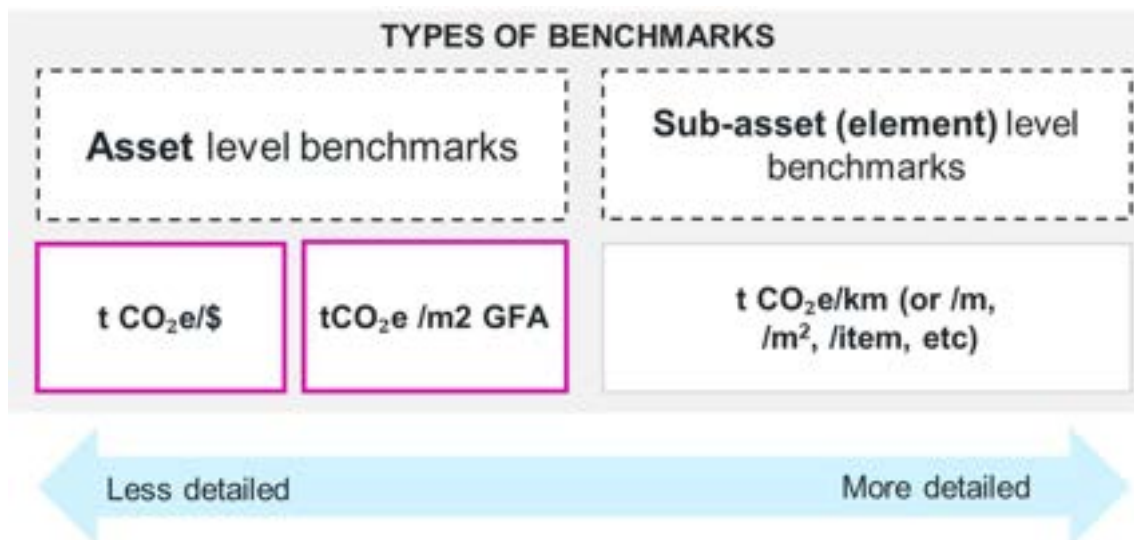 TYPES OF BENCHMARKS
Asset level benchmarks
Sub-asset (element) level
benchmarks
t CO₂e/$
tCO₂e /m2 GFA
t CO₂e/km (or /m,
/m², /item, etc)
Less detailed
More detailed